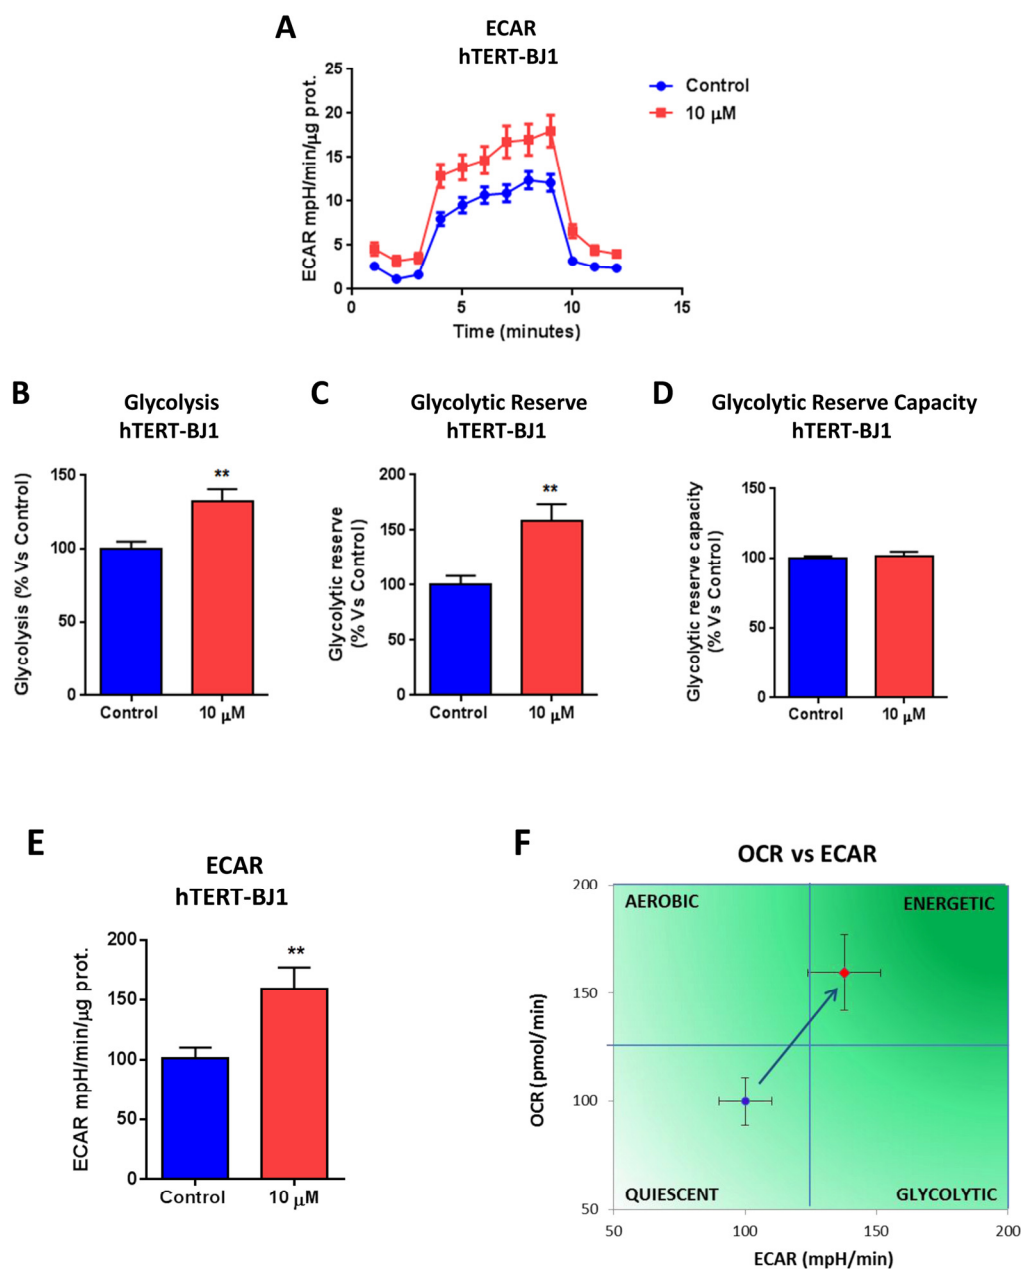 A
ECAR
hTERT-BJ1
ECAR mpH/min/µg prot.
25
20
15
10
5
0
0
5
10
15
Time (minutes)
Control
10 µM
B
Glycolysis
hTERT-BJ1
Glycolysis (% Vs Control)
150
100
50
0
**
Control
10 µM
C
Glycolytic Reserve
hTERT-BJ1
Glycolytic reserve
(% Vs Control)
200
150
100
50
0
**
Control
10 µM
D
Glycolytic Reserve Capacity
hTERT-BJ1
Glycolytic reserve capacity
(% Vs Control)
150
100
50
0
Control
10 µM
E
ECAR
hTERT-BJ1
ECAR mpH/min/µg prot.
200
150
100
50
0
**
Control
10 µM
F
OCR vs ECAR
OCR (pmol/min)
200
150
100
50
AEROBIC
ENERGETIC
QUIESCENT
GLYCOLYTIC
50
100
150
200
ECAR (mpH/min)